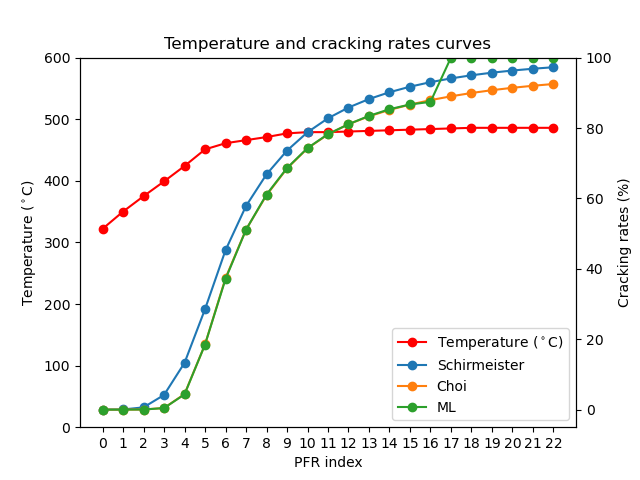 Temperature and cracking rates curves
600
500
400
300
200
100
0
Temperature (°C)
100
80
60
40
20
0
Cracking rates (%)
Temperature (°C)
Schirmeister
Choi
ML
0 1 2 3 4 5 6 7 8 9 10 11 12 13 14 15 16 17 18 19 20 21 22
PFR index